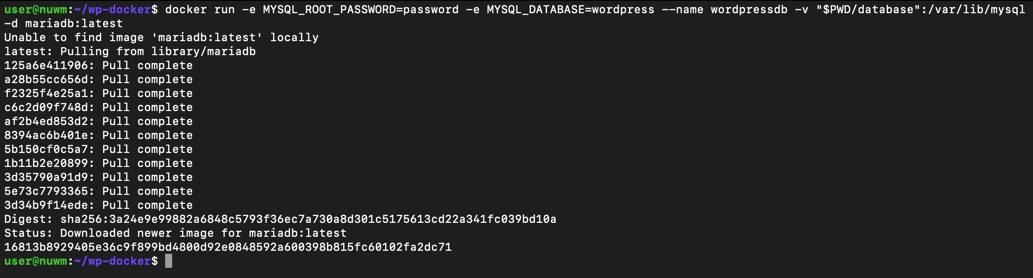 user@nuwm:~/wp-docker$ docker run -e MYSQL_ROOT_PASSWORD=password -e MYSQL_DATABASE=wordpress --name wordpressdb -v "$PWD/database":/var/lib/mysql
-d mariadb:latest
Unable to find image 'mariadb:latest' locally
latest: Pulling from library/mariadb
125a6e411906: Pull complete
a28b55cc656d: Pull complete
f2325f4e25a1: Pull complete
c6c2d09f748d: Pull complete
af2b4ed853d2: Pull complete
8394ac6b401e: Pull complete
5b150cf0c5a7: Pull complete
1b11b2e20899: Pull complete
3d35790a91d9: Pull complete
5e73c7793365: Pull complete
3d34b9f14ede: Pull complete
Digest: sha256:3a24e9e99882a6848c5793f36ec7a730a8d301c5175613cd22a341fc039bd10a
Status: Downloaded newer image for mariadb:latest
16813b8929405e36c9f899bd4800d92e0848592a600398b815fc60102fa2dc71
user@nuwm:~/wp-docker$